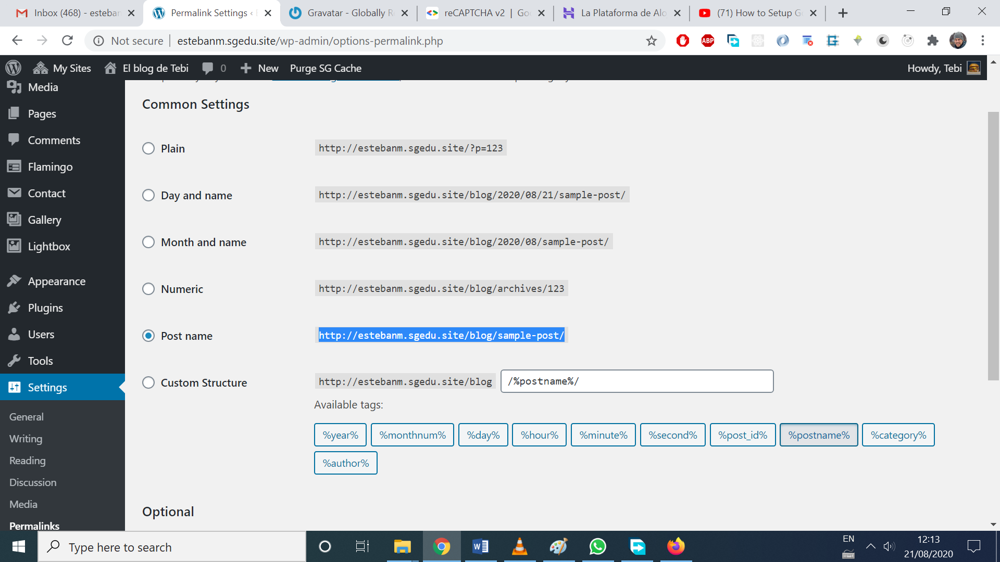 Inbox (468) - esteban
Permalink Settings ‹ E
Gravatar - Globally R
reCAPTCHA v2 | Goo
La Plataforma de Alo
(71) How to Setup G
Not secure
estebanm.sgedu.site/wp-admin/options-permalink.php
ABP
My Sites
El blog de Tebi
0
New
Purge SG Cache
Howdy, Tebi
Media
Pages
Comments
Flamingo
Contact
Gallery
Lightbox
Appearance
Plugins
Users
Tools
Settings
General
Writing
Reading
Discussion
Media
Permalinks
Common Settings
Plain
http://estebanm.sgedu.site/?p=123
Day and name
http://estebanm.sgedu.site/blog/2020/08/21/sample-post/
Month and name
http://estebanm.sgedu.site/blog/2020/08/sample-post/
Numeric
http://estebanm.sgedu.site/blog/archives/123
Post name
http://estebanm.sgedu.site/blog/sample-post/
Custom Structure
http://estebanm.sgedu.site/blog
/%postname%/
Available tags:
%year% %monthnum% %day% %hour% %minute% %second% %post_id% %postname% %category%
%author%
Optional
Type here to search
EN
12:13
21/08/2020